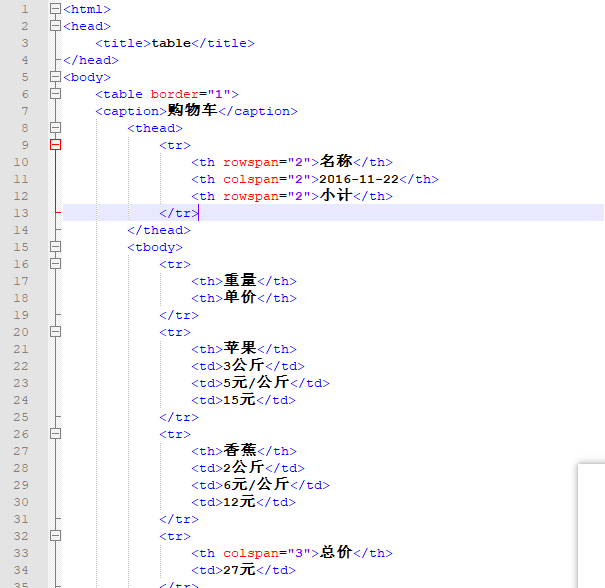 1 <html>
2 <head>
3 <title>table</title>
4 </head>
5 <body>
6 <table border="1">
7 <caption>购物车</caption>
8 <thead>
9 <tr>
10 <th rowspan="2">名称</th>
11 <th colspan="2">2016-11-22</th>
12 <th rowspan="2">小计</th>
13 </tr>
14 </thead>
15 <tbody>
16 <tr>
17 <th>重量</th>
18 <th>单价</th>
19 </tr>
20 <tr>
21 <th>苹果</th>
22 <td>3公斤</td>
23 <td>5元/公斤</td>
24 <td>15元</td>
25 </tr>
26 <tr>
27 <th>香蕉</th>
28 <td>2公斤</td>
29 <td>6元/公斤</td>
30 <td>12元</td>
31 </tr>
32 <tr>
33 <th colspan="3">总价</th>
34 <td>27元</td>
35 </tr>